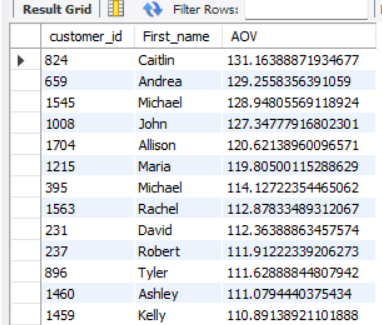 Result Grid Filter Rows:
customer_id First_name AOV
824 Caitlin 131.16388871934677
659 Andrea 129.2558356391059
1545 Michael 128.94805569118924
1008 John 127.34777916802301
1704 Allison 120.62138960096571
1215 Maria 119.80500115288629
395 Michael 114.12722354465062
1563 Rachel 112.87833489312067
231 David 112.36388863457574
237 Robert 111.91222339206273
896 Tyler 111.62888844807942
1460 Ashley 111.0794440375434
1459 Kelly 110.89138921101888